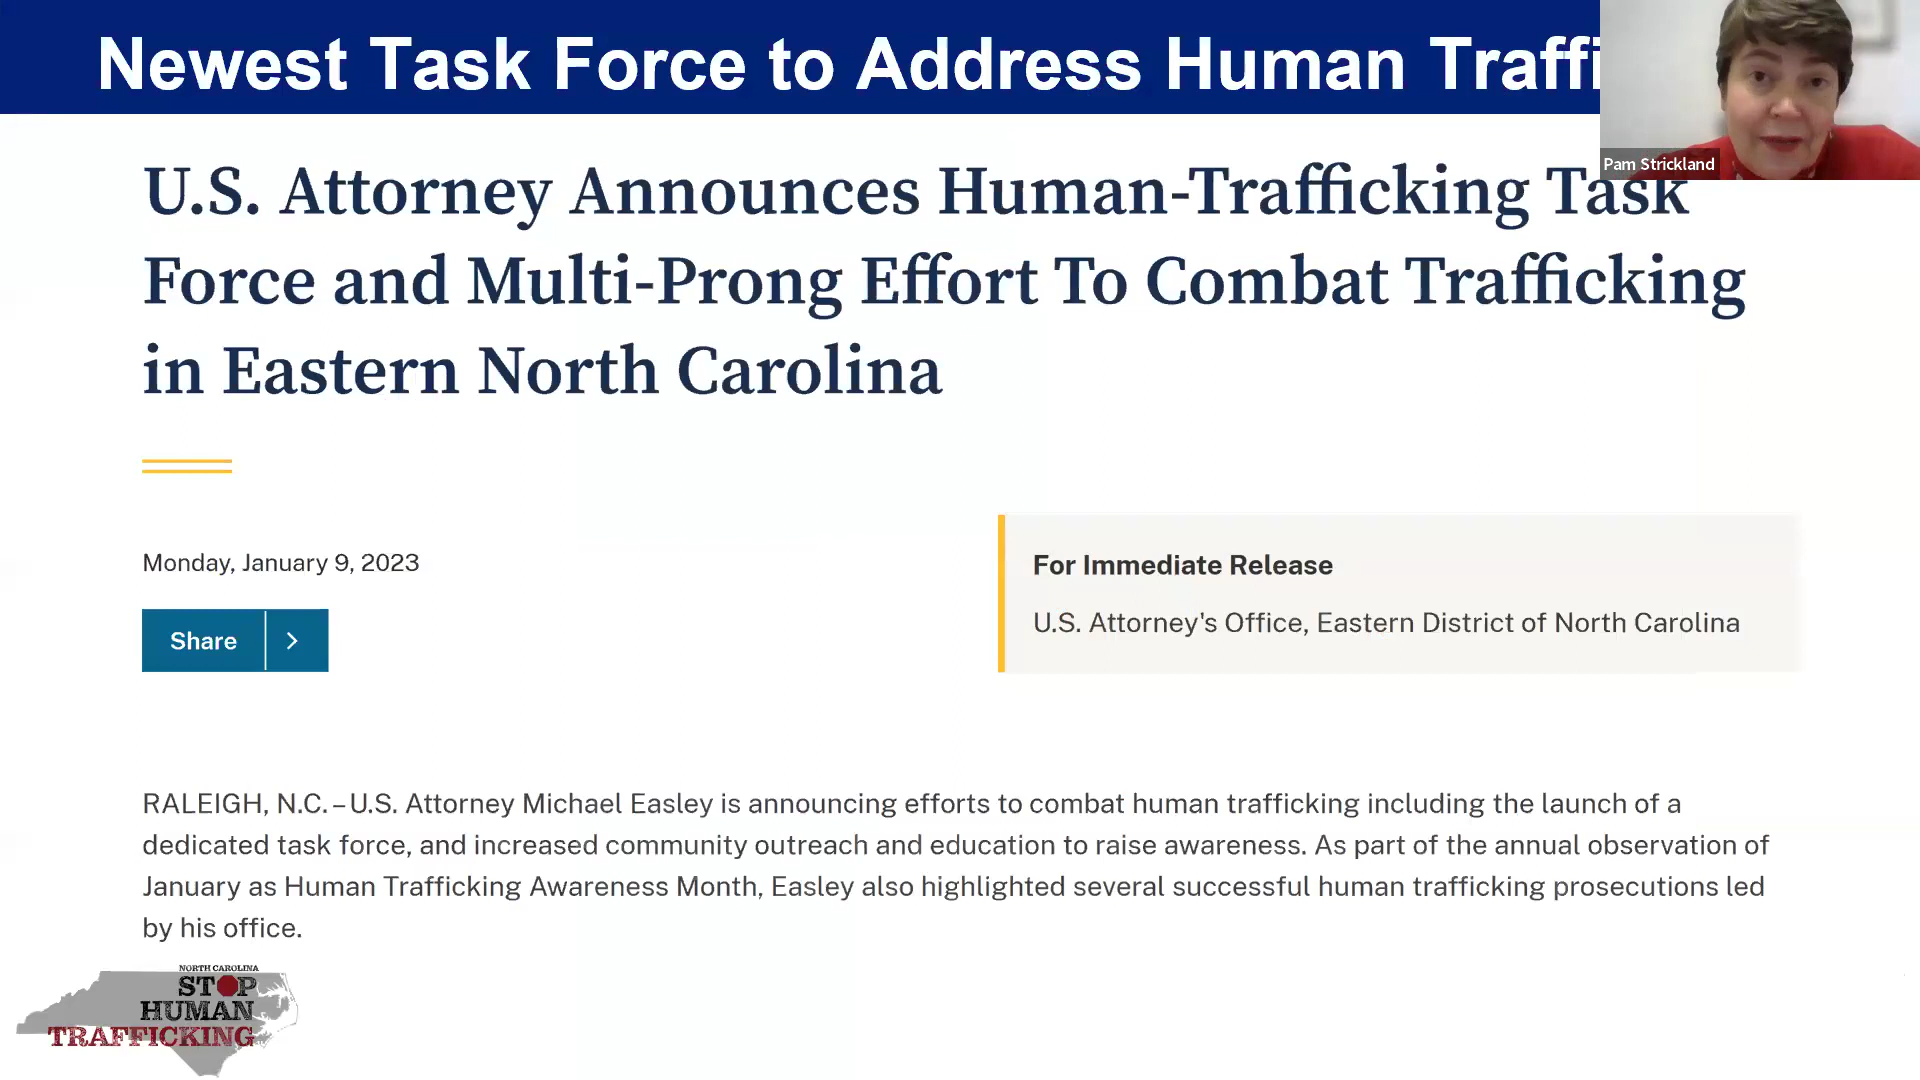 Newest Task Force to Address Human Traffi
Pam Strickland
U.S. Attorney Announces Human-Trafficking Task
Force and Multi-Prong Effort To Combat Trafficking
in Eastern North Carolina
Monday, January 9, 2023
Share
For Immediate Release
U.S. Attorney's Office, Eastern District of North Carolina
RALEIGH, N.C. – U.S. Attorney Michael Easley is announcing efforts to combat human trafficking including the launch of a
dedicated task force, and increased community outreach and education to raise awareness. As part of the annual observation of
January as Human Trafficking Awareness Month, Easley also highlighted several successful human trafficking prosecutions led
by his office.
NORTH CAROLINA
STOP
HUMAN
TRAFFICKING